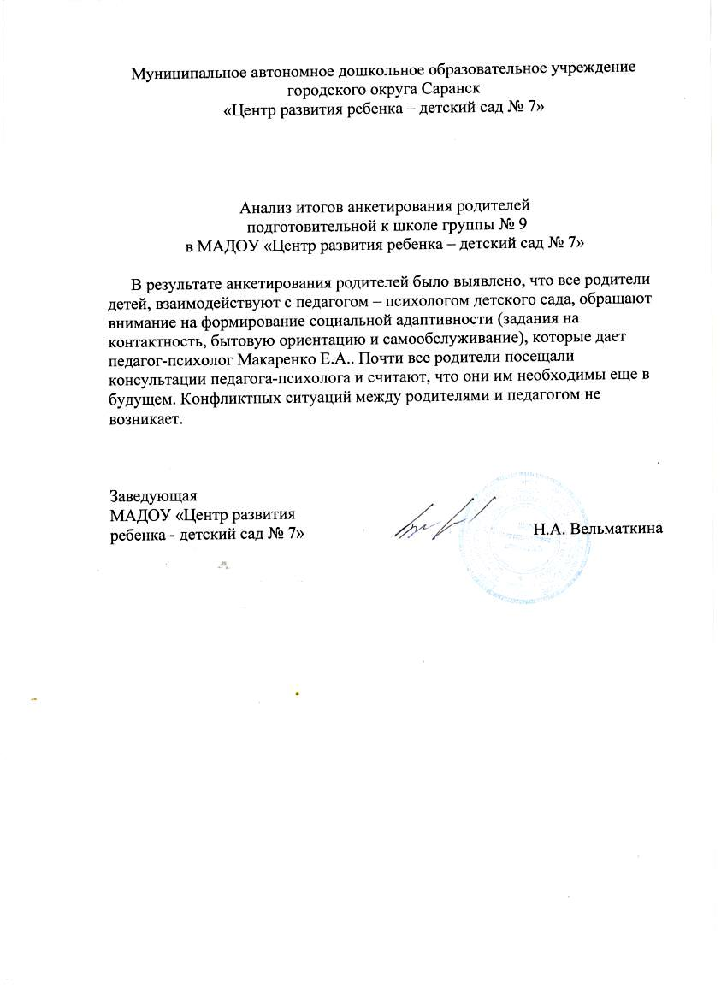 Муниципальное автономное дошкольное образовательное учреждение
городского округа Саранск
«Центр развития ребенка – детский сад № 7»
Анализ итогов анкетирования родителей
подготовительной к школе группы № 9
в МАДОУ «Центр развития ребенка – детский сад № 7»
В результате анкетирования родителей было выявлено, что все родители
детей, взаимодействуют с педагогом – психологом детского сада, обращают
внимание на формирование социальной адаптивности (задания на
контактность, бытовую ориентацию и самообслуживание), которые дает
педагог-психолог Макаренко Е.А.. Почти все родители посещали
консультации педагога-психолога и считают, что они им необходимы еще в
будущем. Конфликтных ситуаций между родителями и педагогом не
возникает.
Заведующая
МАДОУ «Центр развития
ребенка - детский сад № 7»
Н.А. Вельматкина